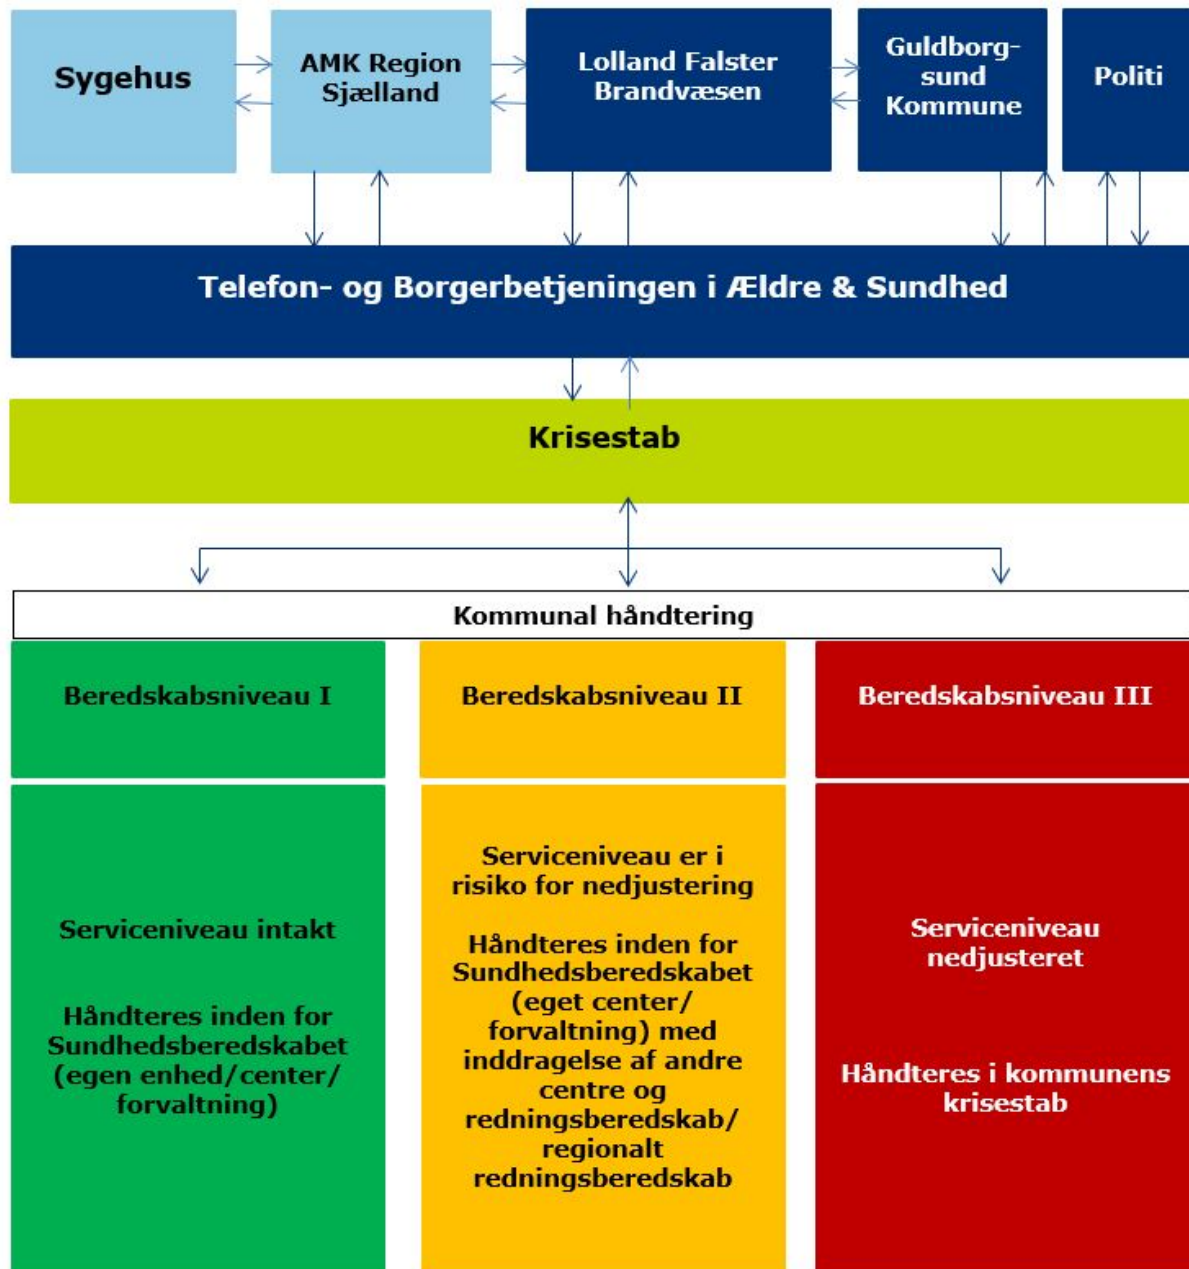 Sygehus
AMK Region
Sjælland
Lolland Falster
Brandvæsen
Guldborg-
sund
Kommune
Politi
Telefon- og Borgerbetjeningen i Ældre & Sundhed
Krisestab
Kommunal håndtering
Beredskabsniveau I
Beredskabsniveau II
Beredskabsniveau III
Serviceniveau intakt
Håndteres inden for
Sundhedsberedskabet
(egen enhed/center/
forvaltning)
Serviceniveau er i
risiko for nedjustering
Håndteres inden for
Sundhedsberedskabet
(eget center/
forvaltning) med
inddragelse af andre
centre og
redningsberedskab/
regionalt
redningsberedskab
Serviceniveau
nedjusteret
Håndteres i kommunens
krisestab